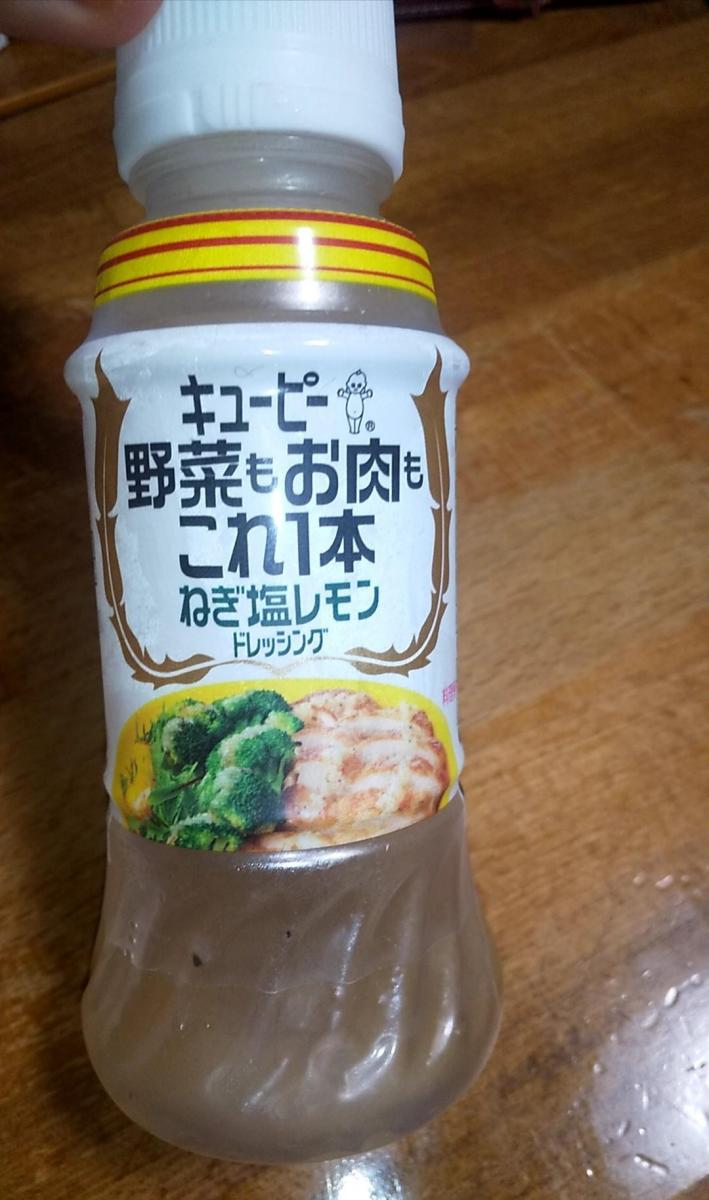 キユーピー ®
野菜もお肉も
これ1本
ねぎ塩レモン
ドレッシング